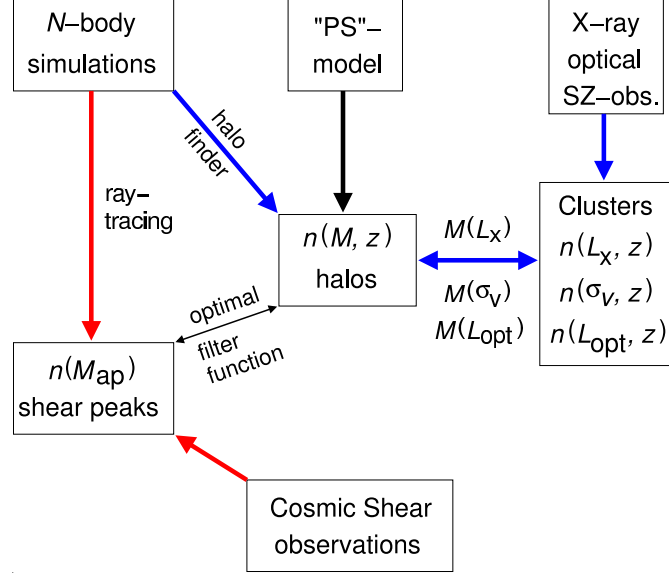 N–body
simulations
"PS"–
model
X–ray
optical
SZ–obs.
halo
finder
ray–
tracing
n(M, z)
halos
M(Lx)
M(σv)
M(Lopt)
Clusters
n(Lx, z)
n(σv, z)
n(Lopt, z)
optimal
filter
function
n(Map)
shear peaks
Cosmic Shear
observations